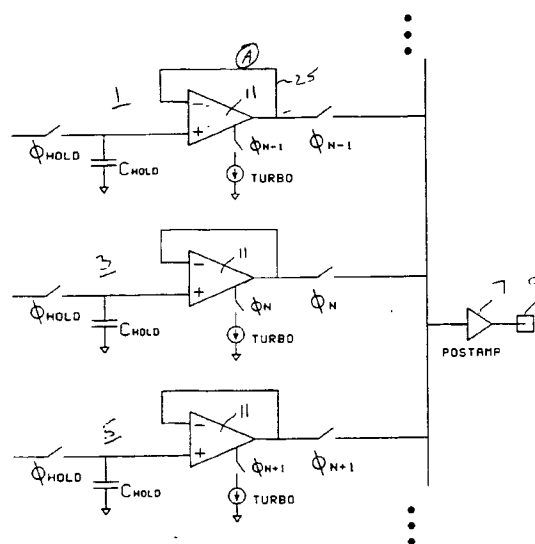 A
1
11
25
−
+
ϕHOLD
CHOLD
ϕN-1
ϕN-1
TURBO
3
11
−
+
ϕHOLD
CHOLD
ϕN
ϕN
TURBO
7
POSTAMP
5
11
−
+
ϕHOLD
CHOLD
ϕN+1
ϕN+1
TURBO